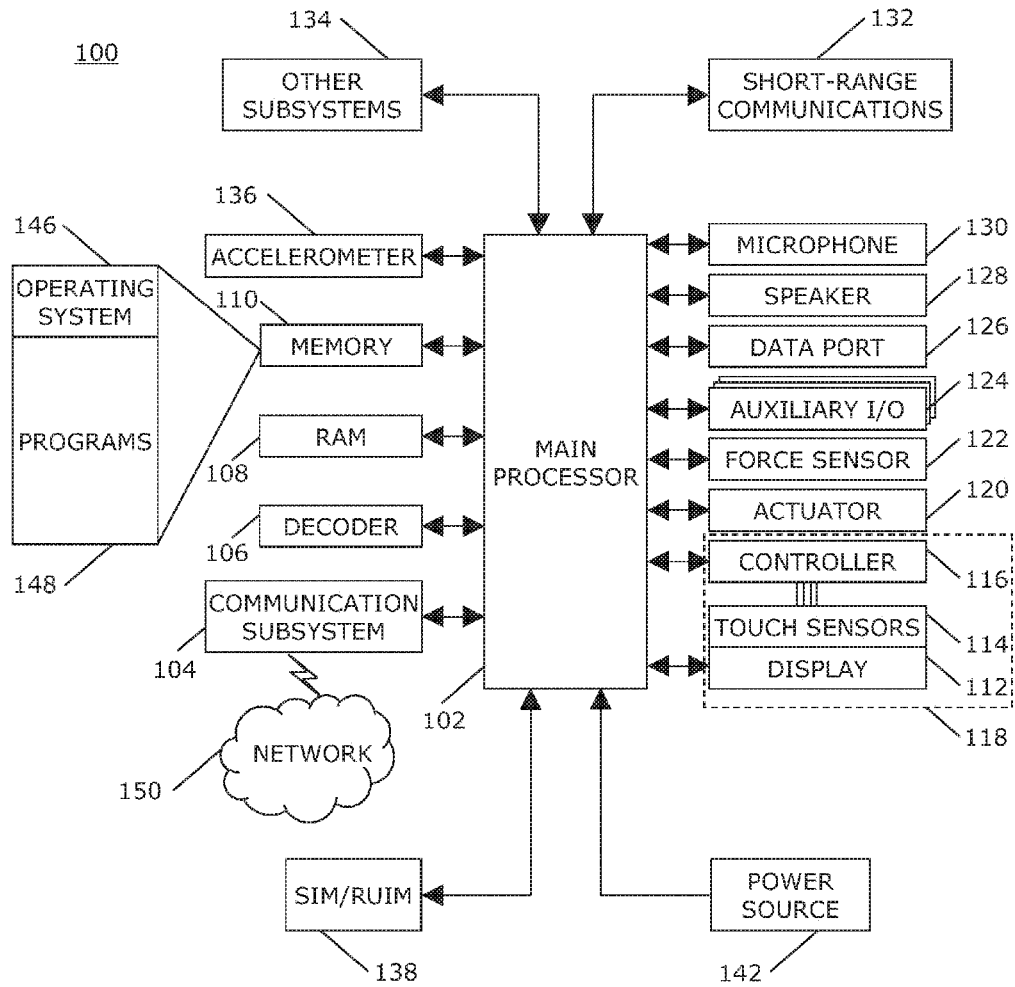 134
132
100
OTHER
SUBSYSTEMS
SHORT-RANGE
COMMUNICATIONS
136
146
ACCELEROMETER
MICROPHONE
130
OPERATING
SYSTEM
110
SPEAKER
128
MEMORY
DATA PORT
126
AUXILIARY I/O
124
PROGRAMS
RAM
MAIN
PROCESSOR
108
FORCE SENSOR
122
DECODER
ACTUATOR
120
106
148
CONTROLLER
116
COMMUNICATION
SUBSYSTEM
TOUCH SENSORS
114
104
DISPLAY
112
102
118
NETWORK
150
SIM/RUIM
POWER
SOURCE
138
142